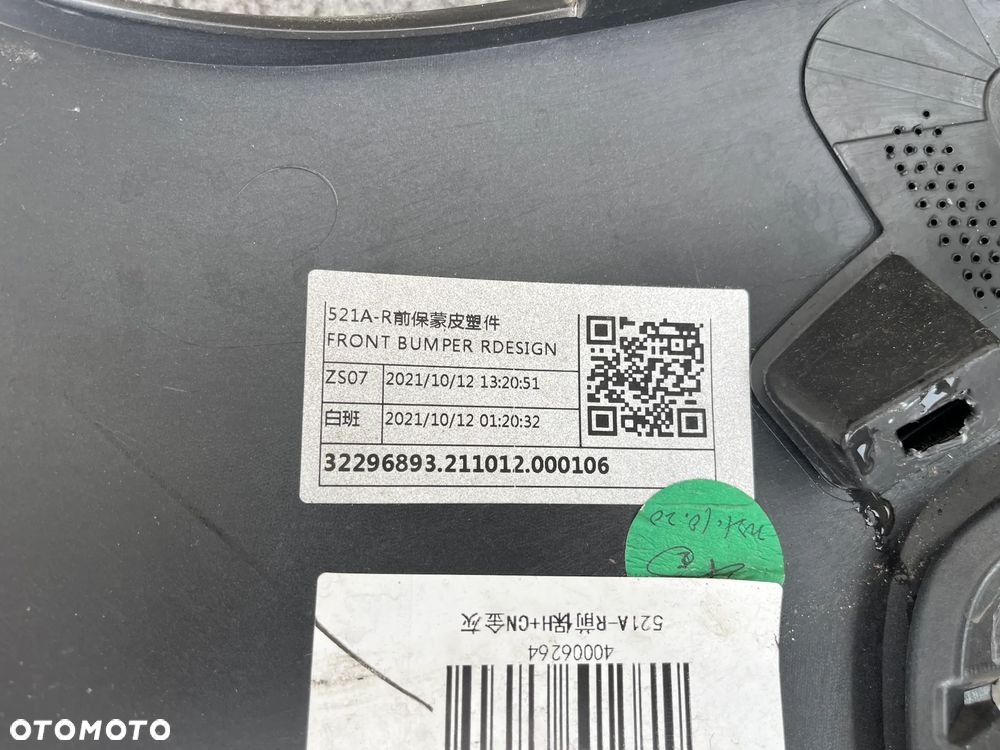 521A-R前保蒙皮塑件
FRONT BUMPER RDESIGN
ZS07 2021/10/12 13:20:51
白班 2021/10/12 01:20:32
32296893.211012.000106
521A-R前保H+CN金灰
40006264
OTOMOTO